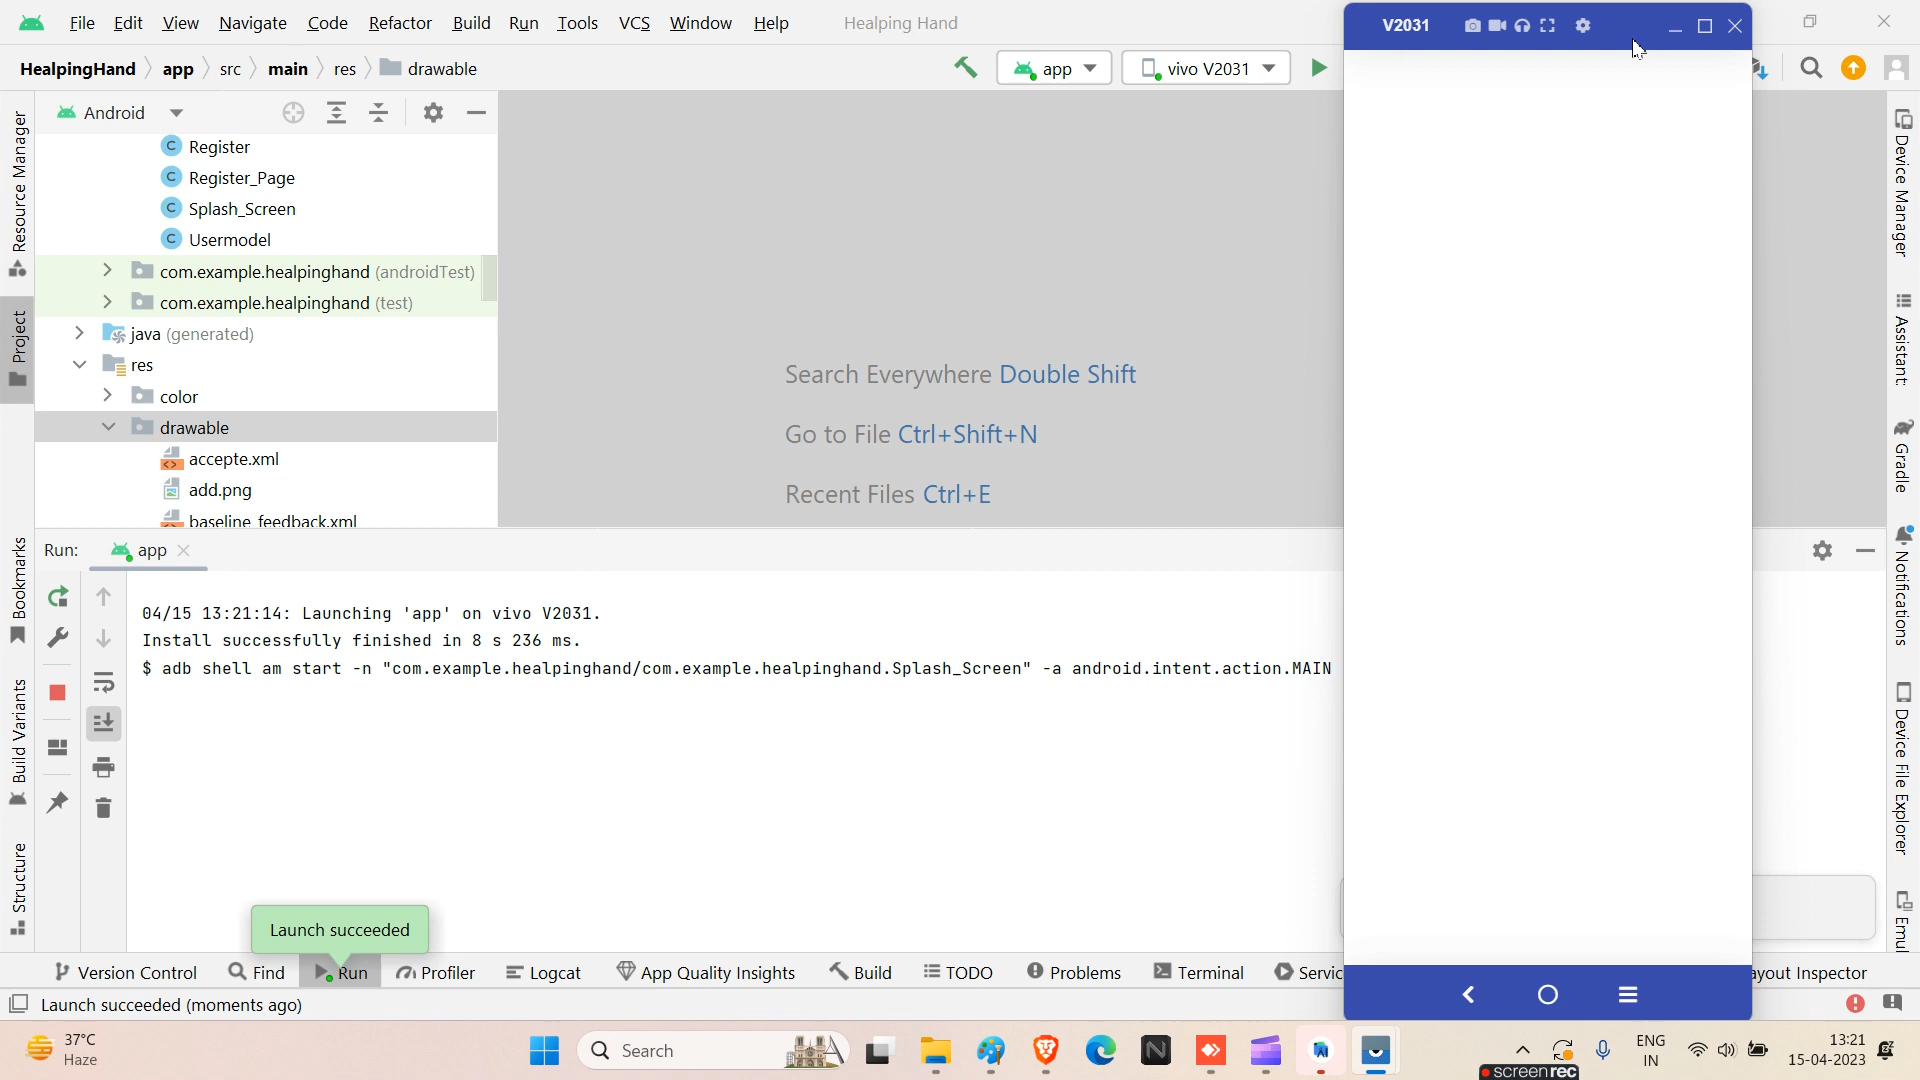 File Edit View Navigate Code Refactor Build Run Tools VCS Window Help Healping Hand
V2031
HealpingHand app src main res drawable
app
vivo V2031
Android
Register
Register_Page
Splash_Screen
Usermodel
com.example.healpinghand (androidTest)
com.example.healpinghand (test)
java (generated)
res
color
drawable
accepte.xml
add.png
baseline_feedback.xml
Resource Manager
Project
Bookmarks
Build Variants
Structure
Search Everywhere Double Shift
Go to File Ctrl+Shift+N
Recent Files Ctrl+E
Device Manager
Assistant:
Gradle
Notifications
Device File Explorer
Emul
Run: app
04/15 13:21:14: Launching 'app' on vivo V2031.
Install successfully finished in 8 s 236 ms.
$ adb shell am start -n "com.example.healpinghand/com.example.healpinghand.Splash_Screen" -a android.intent.action.MAIN
Launch succeeded
Version Control Find Run Profiler Logcat App Quality Insights Build TODO Problems Terminal Servic ayout Inspector
Launch succeeded (moments ago)
37°C
Haze
Search
ENG
IN
13:21
15-04-2023
screenrec